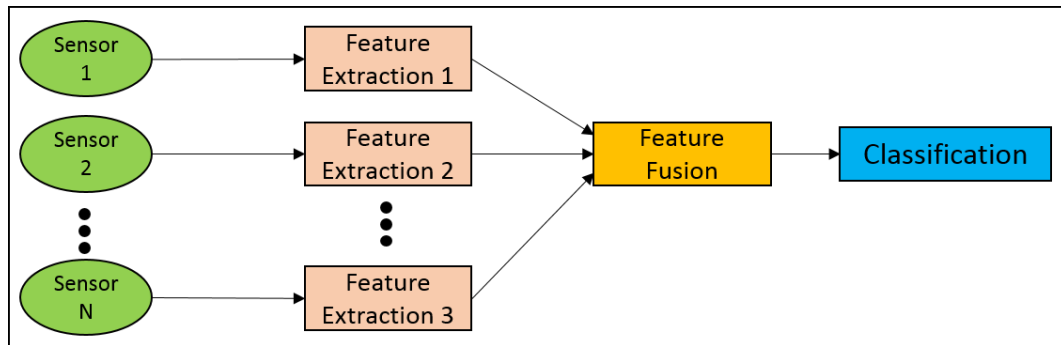 Sensor
1
Feature
Extraction 1
Sensor
2
Feature
Extraction 2
Feature
Fusion
Classification
Sensor
N
Feature
Extraction 3